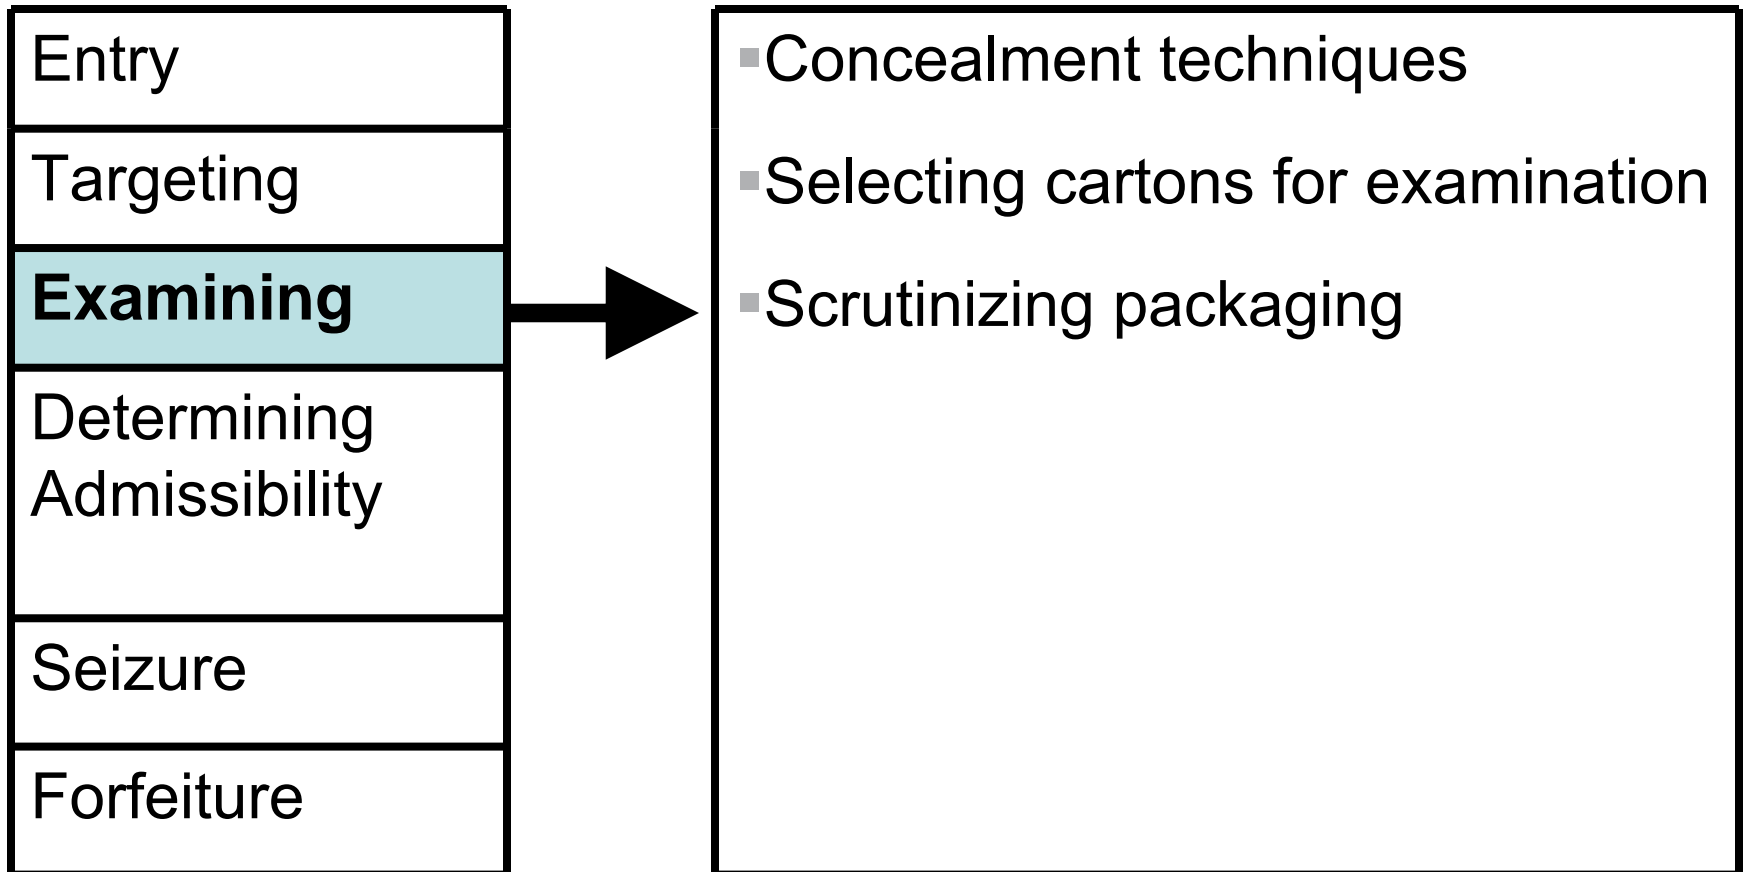 Entry
Targeting
Examining
Determining
Admissibility
Seizure
Forfeiture
▪Concealment techniques
▪Selecting cartons for examination
▪Scrutinizing packaging